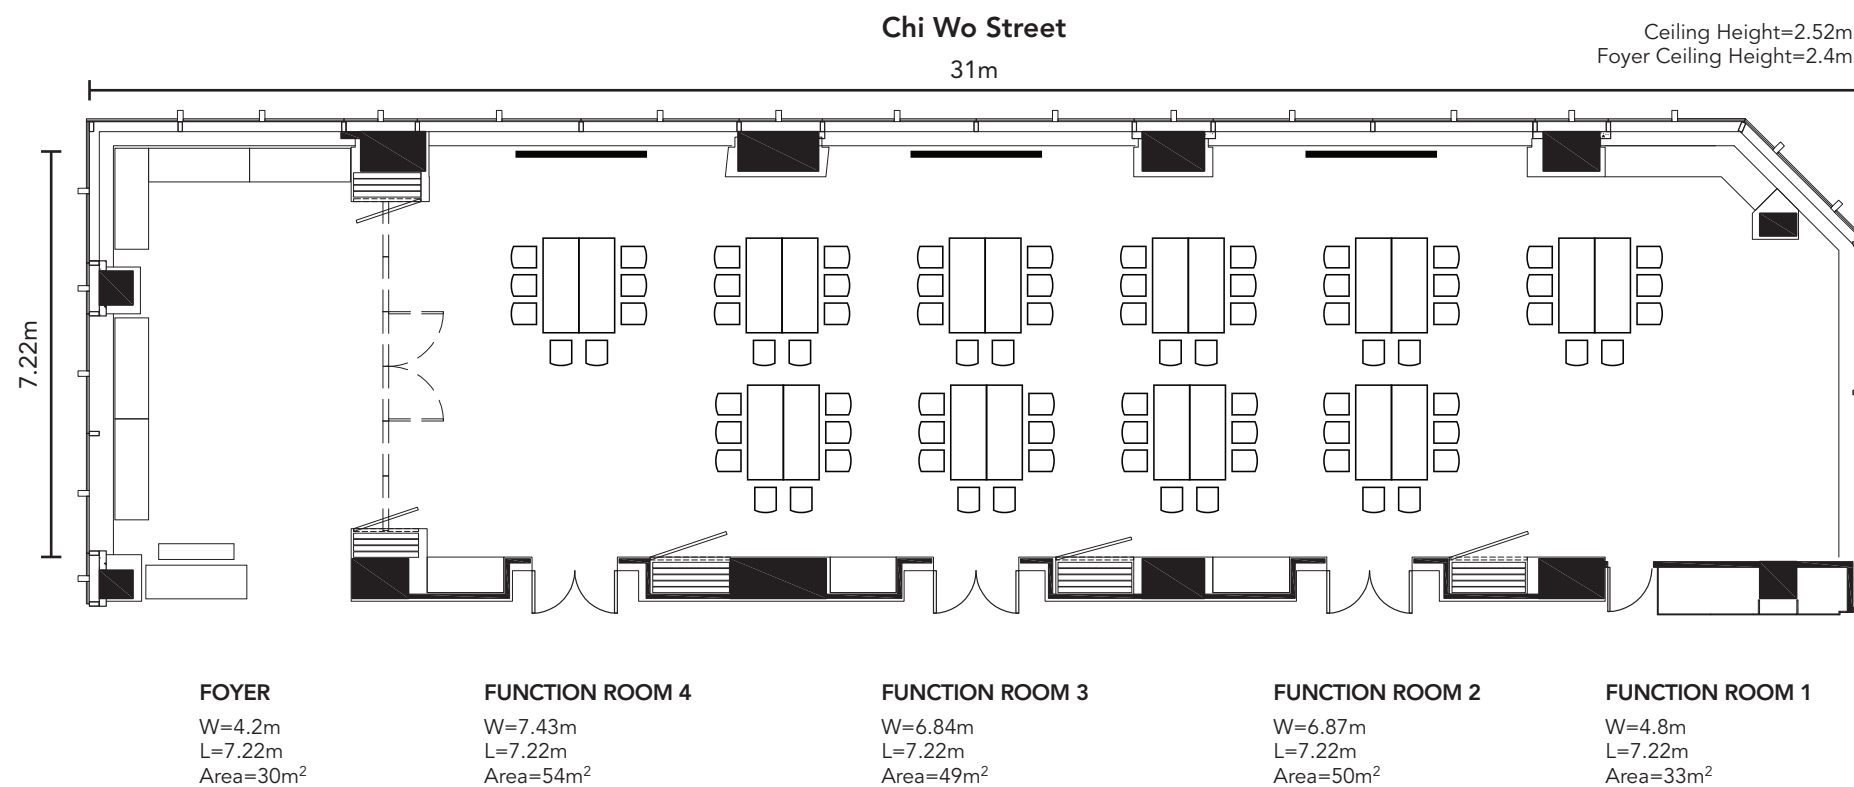 Chi Wo Street
31m
Ceiling Height=2.52m
Foyer Ceiling Height=2.4m
7.22m
FOYER
W=4.2m
L=7.22m
Area=30m²
FUNCTION ROOM 4
W=7.43m
L=7.22m
Area=54m²
FUNCTION ROOM 3
W=6.84m
L=7.22m
Area=49m²
FUNCTION ROOM 2
W=6.87m
L=7.22m
Area=50m²
FUNCTION ROOM 1
W=4.8m
L=7.22m
Area=33m²